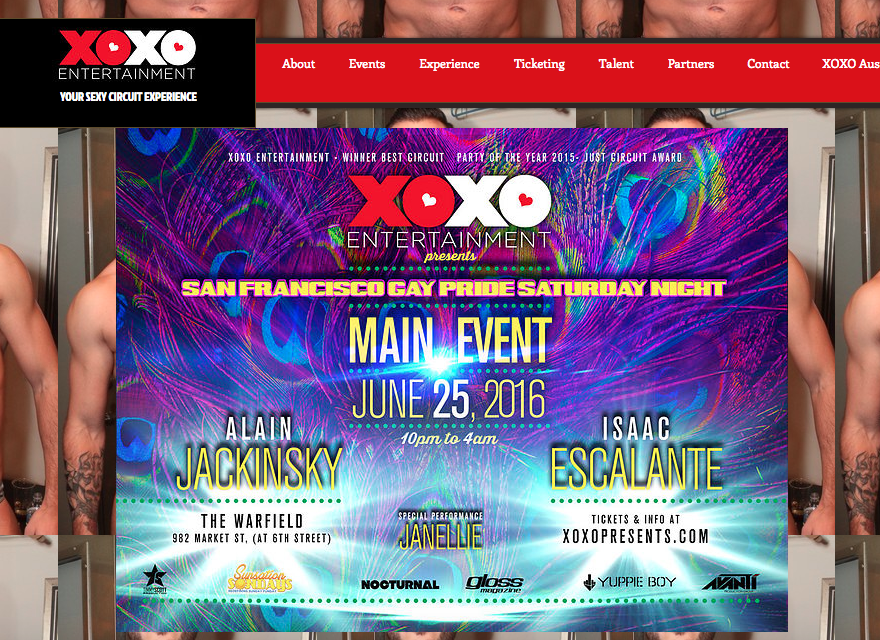 XOXO
ENTERTAINMENT
YOUR SEXY CIRCUIT EXPERIENCE
About Events Experience Ticketing Talent Partners Contact XOXO Aus
XOXO ENTERTAINMENT - WINNER BEST CIRCUIT PARTY OF THE YEAR 2015- JUST CIRCUIT AWARD
XOXO
ENTERTAINMENT
presents
SAN FRANCISCO GAY PRIDE SATURDAY NIGHT
MAIN EVENT
JUNE 25, 2016
10pm to 4am
ALAIN
JACKINSKY
ISAAC
ESCALANTE
THE WARFIELD
982 MARKET ST, (AT 6TH STREET)
SPECIAL PERFORMANCE
JANELLIE
TICKETS & INFO AT
XOXOPRESENTS.COM
Sensation
SUNDAYS
NOCTURNAL
gloss
magazine
YUPPIE BOY
AVANTI